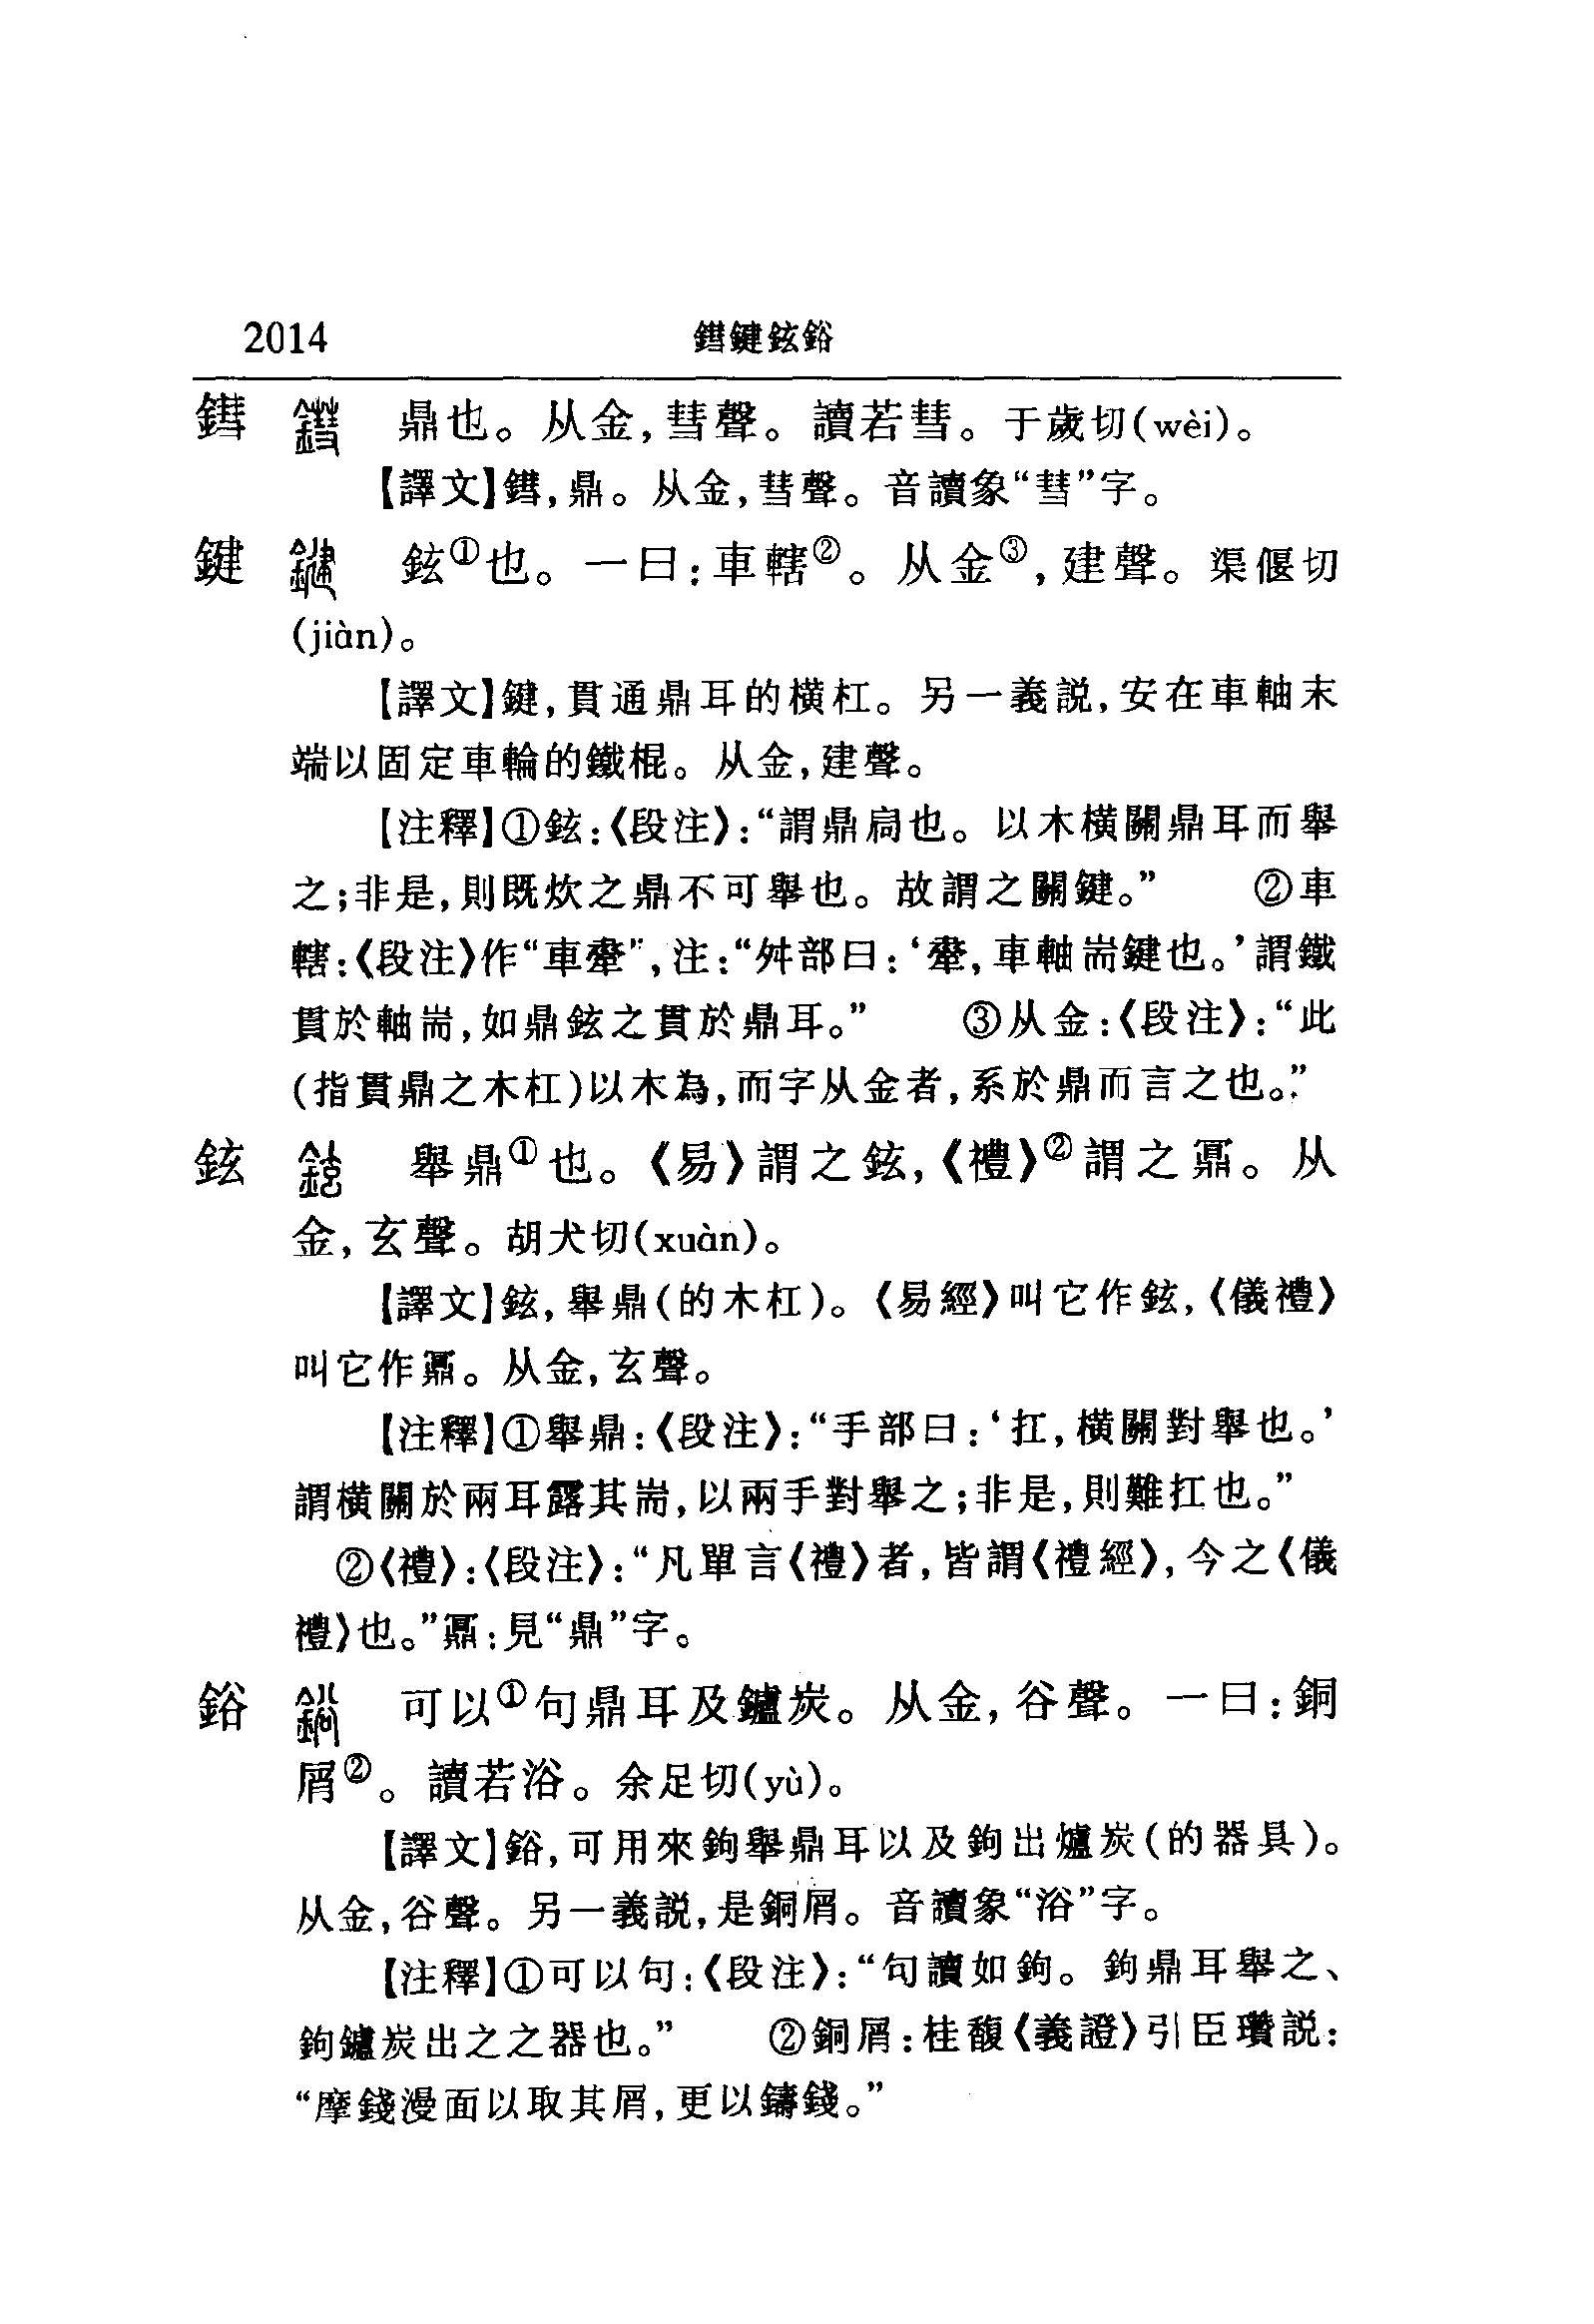 2014 鏏鍵鉉鋊
鏏 鼎也。从金，彗聲。讀若彗。于歲切(wèi)。
【譯文】鏏，鼎。从金，彗聲。音讀象“彗”字。
鍵 鉉①也。一曰：車轄②。从金③，建聲。渠偃切
(jiàn)。
【譯文】鍵，貫通鼎耳的橫杠。另一義説，安在車軸末
端以固定車輪的鐵棍。从金，建聲。
【注釋】①鉉：《段注》：“謂鼎扃也。以木橫關鼎耳而舉
之；非是，則既炊之鼎不可舉也。故謂之關鍵。” ②車
轄：《段注》作“車舝”，注：“舛部曰：‘舝，車軸耑鍵也。’謂鐵
貫於軸耑，如鼎鉉之貫於鼎耳。” ③从金：《段注》：“此
(指貫鼎之木杠)以木為，而字从金者，系於鼎而言之也。”
鉉 舉鼎①也。《易》謂之鉉，《禮》②謂之鼏。从
金，玄聲。胡犬切(xuàn)。
【譯文】鉉，舉鼎(的木杠)。《易經》叫它作鉉，《儀禮》
叫它作鼏。从金，玄聲。
【注釋】①舉鼎：《段注》：“手部曰：‘扛，橫關對舉也。’
謂橫關於兩耳露其耑，以兩手對舉之；非是，則難扛也。”
②《禮》：《段注》：“凡單言《禮》者，皆謂《禮經》，今之《儀
禮》也。”鼏：見“鼎”字。
鋊 可以①句鼎耳及鑪炭。从金，谷聲。一曰：銅
屑②。讀若浴。余足切(yù)。
【譯文】鋊，可用來鉤舉鼎耳以及鉤出爐炭(的器具)。
从金，谷聲。另一義説，是銅屑。音讀象“浴”字。
【注釋】①可以句：《段注》：“句讀如鉤。鉤鼎耳舉之、
鉤鑪炭出之之器也。” ②銅屑：桂馥《義證》引臣瓚説：
“摩錢漫面以取其屑，更以鑄錢。”